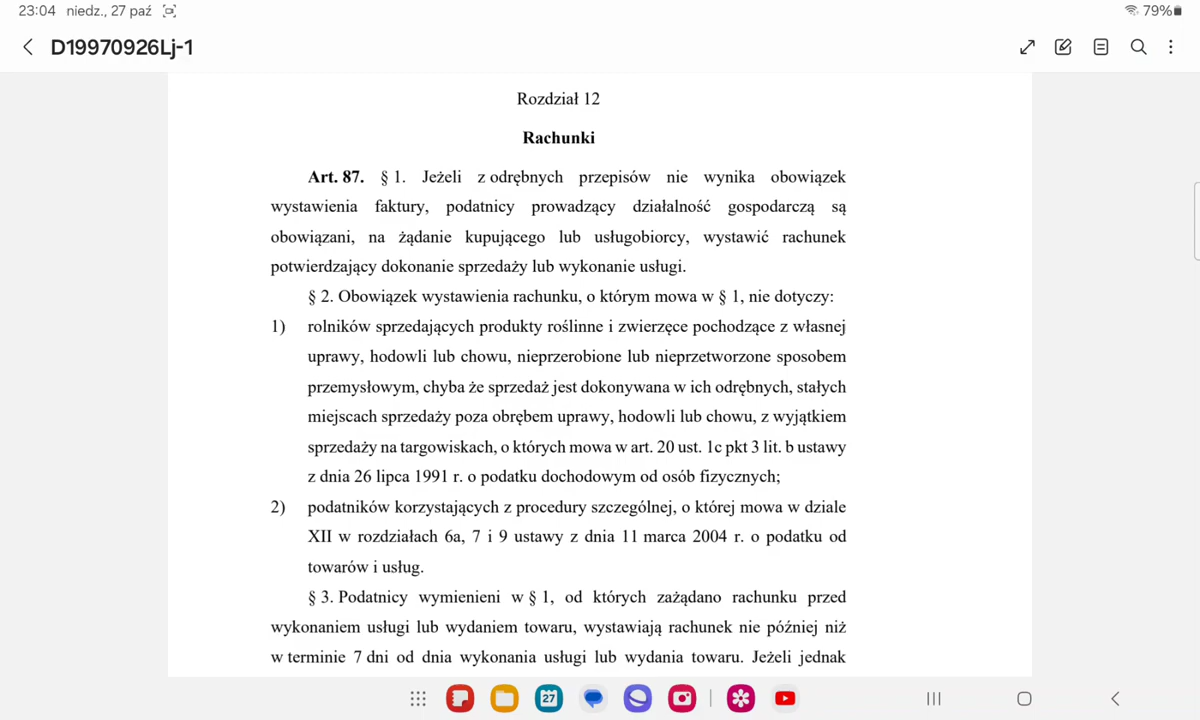 23:04 niedz., 27 paź 79%
D19970926Lj-1
Rozdział 12
Rachunki
Art. 87. § 1. Jeżeli z odrębnych przepisów nie wynika obowiązek
wystawienia faktury, podatnicy prowadzący działalność gospodarczą są
obowiązani, na żądanie kupującego lub usługobiorcy, wystawić rachunek
potwierdzający dokonanie sprzedaży lub wykonanie usługi.
§ 2. Obowiązek wystawienia rachunku, o którym mowa w § 1, nie dotyczy:
1) rolników sprzedających produkty roślinne i zwierzęce pochodzące z własnej
uprawy, hodowli lub chowu, nieprzerobione lub nieprzetworzone sposobem
przemysłowym, chyba że sprzedaż jest dokonywana w ich odrębnych, stałych
miejscach sprzedaży poza obrębem uprawy, hodowli lub chowu, z wyjątkiem
sprzedaży na targowiskach, o których mowa w art. 20 ust. 1c pkt 3 lit. b ustawy
z dnia 26 lipca 1991 r. o podatku dochodowym od osób fizycznych;
2) podatników korzystających z procedury szczególnej, o której mowa w dziale
XII w rozdziałach 6a, 7 i 9 ustawy z dnia 11 marca 2004 r. o podatku od
towarów i usług.
§ 3. Podatnicy wymienieni w § 1, od których zażądano rachunku przed
wykonaniem usługi lub wydaniem towaru, wystawiają rachunek nie później niż
w terminie 7 dni od dnia wykonania usługi lub wydania towaru. Jeżeli jednak
27